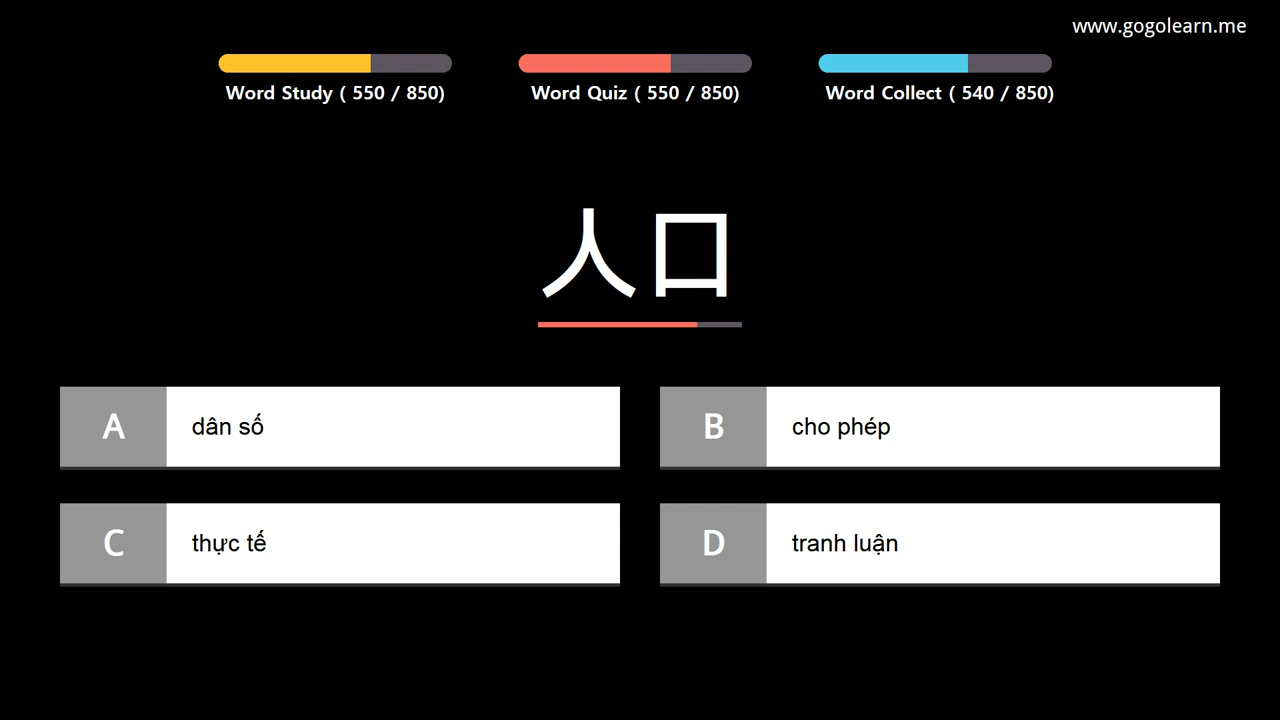 www.gogolearn.me
Word Study ( 550 / 850)
Word Quiz ( 550 / 850)
Word Collect ( 540 / 850)
人口
A
dân số
B
cho phép
C
thực tế
D
tranh luận